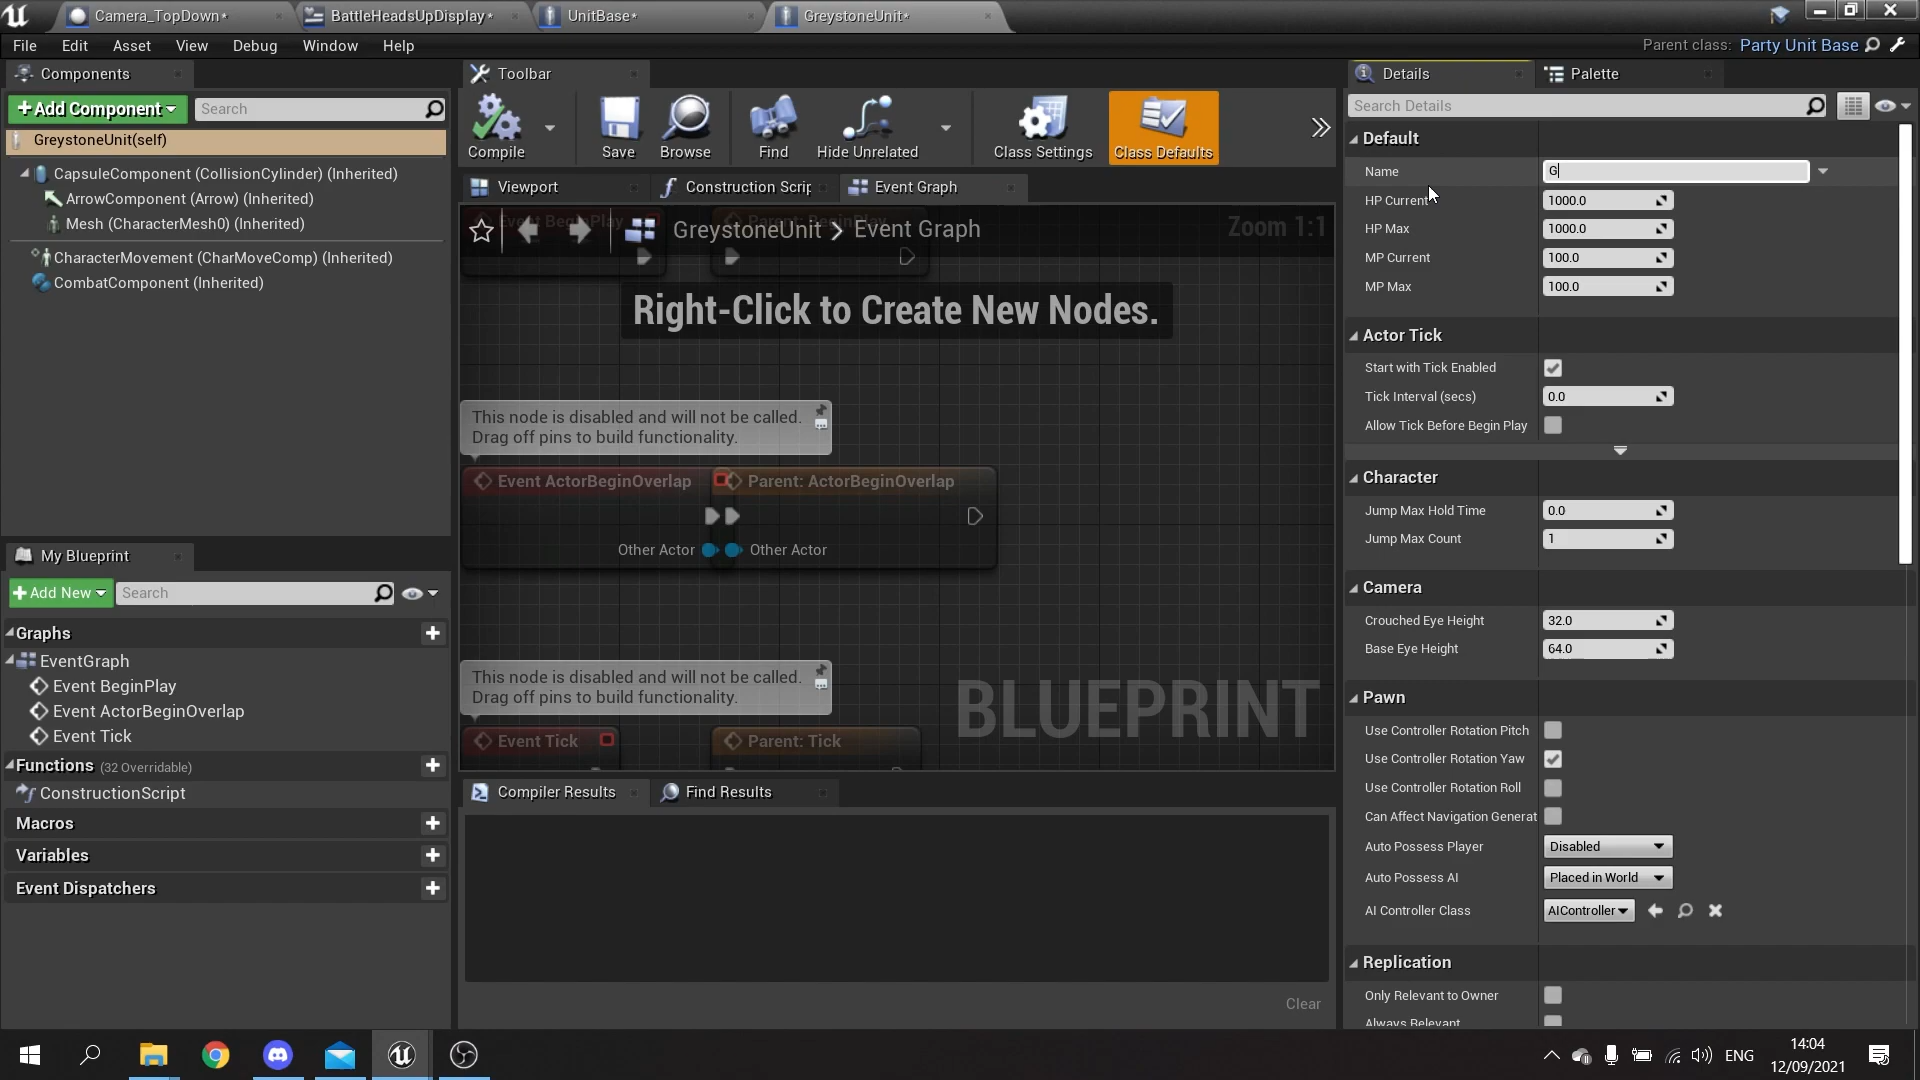 Camera_TopDown*
BattleHeadsUpDisplay*
UnitBase*
GreystoneUnit*
File Edit Asset View Debug Window Help
Parent class: Party Unit Base
Components
+Add Component
Search
GreystoneUnit(self)
CapsuleComponent (CollisionCylinder) (Inherited)
ArrowComponent (Arrow) (Inherited)
Mesh (CharacterMesh0) (Inherited)
CharacterMovement (CharMoveComp) (Inherited)
CombatComponent (Inherited)
My Blueprint
+Add New
Search
Graphs
EventGraph
Event BeginPlay
Event ActorBeginOverlap
Event Tick
Functions (32 Overridable)
ConstructionScript
Macros
Variables
Event Dispatchers
Toolbar
Compile
Save
Browse
Find
Hide Unrelated
Class Settings
Class Defaults
Viewport
Construction Scrip
Event Graph
Event BeginPlay
Parent: BeginPlay
GreystoneUnit > Event Graph
Zoom 1:1
Right-Click to Create New Nodes.
This node is disabled and will not be called.
Drag off pins to build functionality.
Event ActorBeginOverlap
Parent: ActorBeginOverlap
Other Actor
Other Actor
This node is disabled and will not be called.
Drag off pins to build functionality.
Event Tick
Parent: Tick
BLUEPRINT
Compiler Results
Find Results
Clear
Details
Palette
Search Details
Default
Name G
HP Current 1000.0
HP Max 1000.0
MP Current 100.0
MP Max 100.0
Actor Tick
Start with Tick Enabled
Tick Interval (secs) 0.0
Allow Tick Before Begin Play
Character
Jump Max Hold Time 0.0
Jump Max Count 1
Camera
Crouched Eye Height 32.0
Base Eye Height 64.0
Pawn
Use Controller Rotation Pitch
Use Controller Rotation Yaw
Use Controller Rotation Roll
Can Affect Navigation Generat
Auto Possess Player Disabled
Auto Possess AI Placed in World
AI Controller Class AIController
Replication
Only Relevant to Owner
Always Relevant
ENG
14:04
12/09/2021